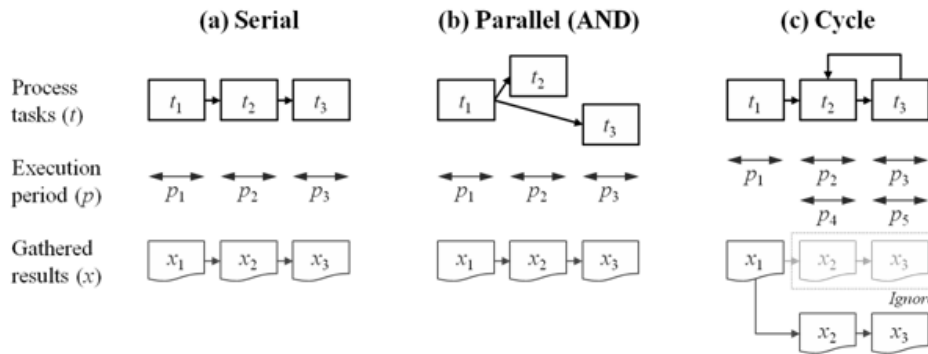 (a) Serial
(b) Parallel (AND)
(c) Cycle
Process
tasks (t)
t1 t2 t3
t1 t2 t3
t1 t2 t3
Execution
period (p)
p1 p2 p3
p1 p2 p3
p1 p2 p3
p4 p5
Gathered
results (x)
x1 x2 x3
x1 x2 x3
x1 x2 x3
Ignor
x2 x3